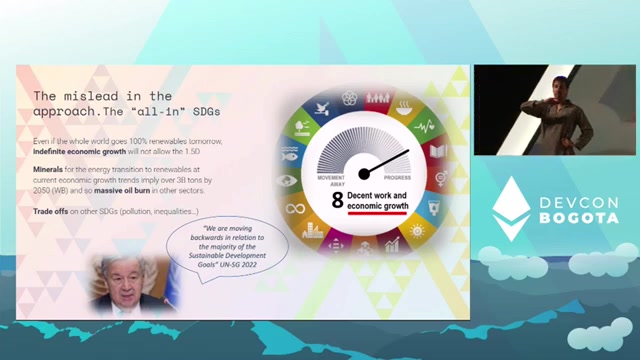 The mislead in the
approach.The “all-in” SDGs
Even if the whole world goes 100% renewables tomorrow,
indefinite economic growth will not allow the 1.5D
Minerals for the energy transition to renewables at
current economic growth trends imply over 3B tons by
2050 (WB) and so massive oil burn in other sectors.
Trade offs on other SDGs (pollution, inequalities...)
"We are moving
backwards in relation to
the majority of the
Sustainable Development
Goals" UN-SG 2022
MOVEMENT
AWAY
PROGRESS
8 Decent work and
economic growth
DEVCON
BOGOTA